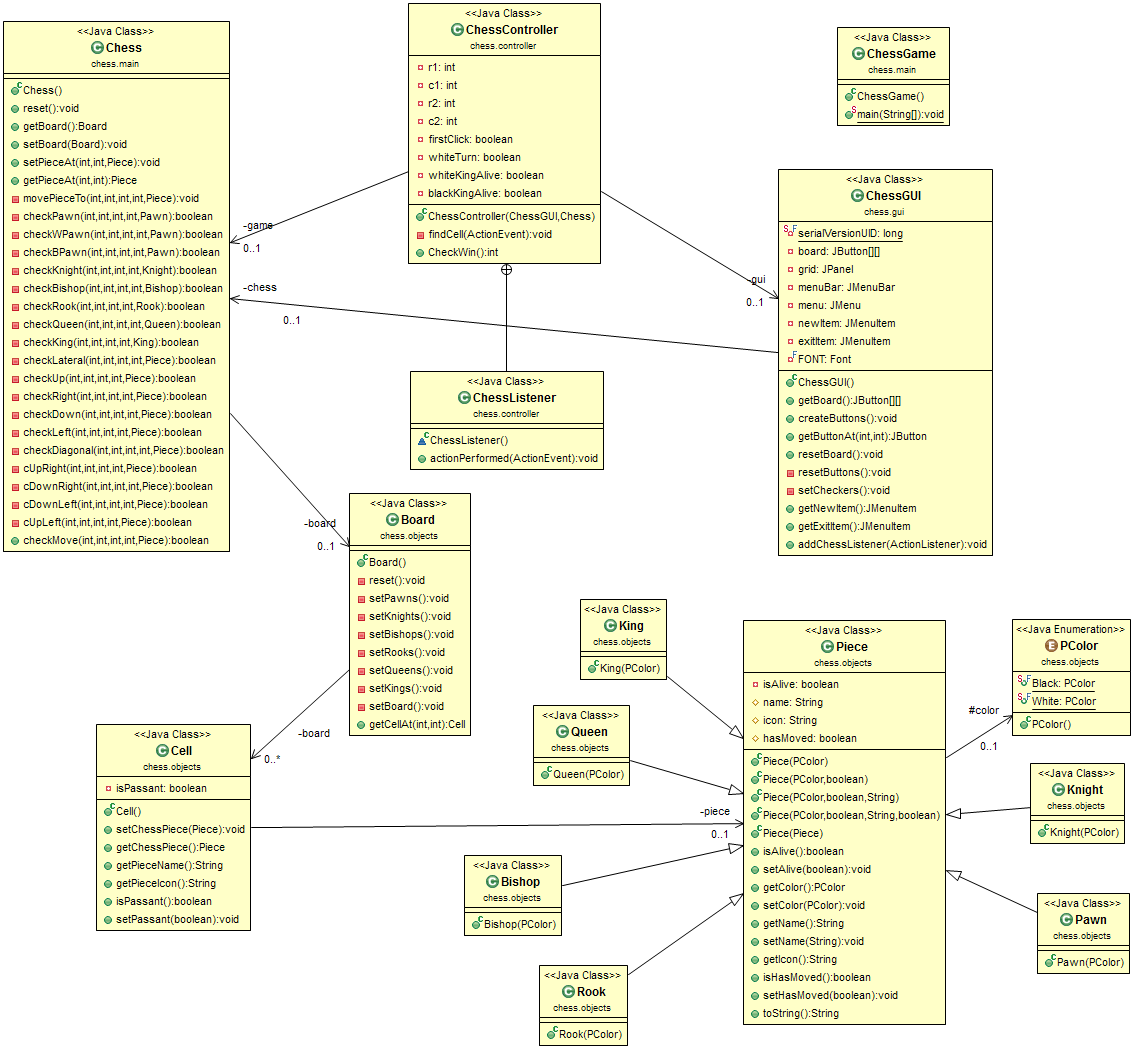 <<Java Class>>
Chess
chess.main
Chess()
reset():void
getBoard():Board
setBoard(Board):void
setPieceAt(int,int,Piece):void
getPieceAt(int,int):Piece
movePieceTo(int,int,int,int,Piece):void
checkPawn(int,int,int,int,Pawn):boolean
checkWPawn(int,int,int,int,Pawn):boolean
checkBPawn(int,int,int,int,Pawn):boolean
checkKnight(int,int,int,int,Knight):boolean
checkBishop(int,int,int,int,Bishop):boolean
checkRook(int,int,int,int,Rook):boolean
checkQueen(int,int,int,int,Queen):boolean
checkKing(int,int,int,int,King):boolean
checkLateral(int,int,int,int,Piece):boolean
checkUp(int,int,int,int,Piece):boolean
checkRight(int,int,int,int,Piece):boolean
checkDown(int,int,int,int,Piece):boolean
checkLeft(int,int,int,int,Piece):boolean
checkDiagonal(int,int,int,int,Piece):boolean
cUpRight(int,int,int,int,Piece):boolean
cDownRight(int,int,int,int,Piece):boolean
cDownLeft(int,int,int,int,Piece):boolean
cUpLeft(int,int,int,int,Piece):boolean
checkMove(int,int,int,int,Piece):boolean
<<Java Class>>
ChessController
chess.controller
r1: int
c1: int
r2: int
c2: int
firstClick: boolean
whiteTurn: boolean
whiteKingAlive: boolean
blackKingAlive: boolean
ChessController(ChessGUI,Chess)
findCell(ActionEvent):void
CheckWin():int
<<Java Class>>
ChessGame
chess.main
ChessGame()
main(String[]):void
-game
0..1
-chess
0..1
-gui
0..1
<<Java Class>>
ChessGUI
chess.gui
serialVersionUID: long
board: JButton[][]
grid: JPanel
menuBar: JMenuBar
menu: JMenu
newItem: JMenuItem
exitItem: JMenuItem
FONT: Font
ChessGUI()
getBoard():JButton[][]
createButtons():void
getButtonAt(int,int):JButton
resetBoard():void
resetButtons():void
setCheckers():void
getNewItem():JMenuItem
getExitItem():JMenuItem
addChessListener(ActionListener):void
<<Java Class>>
ChessListener
chess.controller
ChessListener()
actionPerformed(ActionEvent):void
-board
0..1
<<Java Class>>
Board
chess.objects
Board()
reset():void
setPawns():void
setKnights():void
setBishops():void
setRooks():void
setQueens():void
setKings():void
setBoard():void
getCellAt(int,int):Cell
-board
0..*
<<Java Class>>
Cell
chess.objects
isPassant: boolean
Cell()
setChessPiece(Piece):void
getChessPiece():Piece
getPieceName():String
getPieceIcon():String
isPassant():boolean
setPassant(boolean):void
-piece
0..1
<<Java Class>>
King
chess.objects
King(PColor)
<<Java Class>>
Queen
chess.objects
Queen(PColor)
<<Java Class>>
Bishop
chess.objects
Bishop(PColor)
<<Java Class>>
Rook
chess.objects
Rook(PColor)
<<Java Class>>
Piece
chess.objects
isAlive: boolean
name: String
icon: String
hasMoved: boolean
Piece(PColor)
Piece(PColor,boolean)
Piece(PColor,boolean,String)
Piece(PColor,boolean,String,boolean)
Piece(Piece)
isAlive():boolean
setAlive(boolean):void
getColor():PColor
setColor(PColor):void
getName():String
setName(String):void
getIcon():String
isHasMoved():boolean
setHasMoved(boolean):void
toString():String
#color
0..1
<<Java Enumeration>>
PColor
chess.objects
Black: PColor
White: PColor
PColor()
<<Java Class>>
Knight
chess.objects
Knight(PColor)
<<Java Class>>
Pawn
chess.objects
Pawn(PColor)